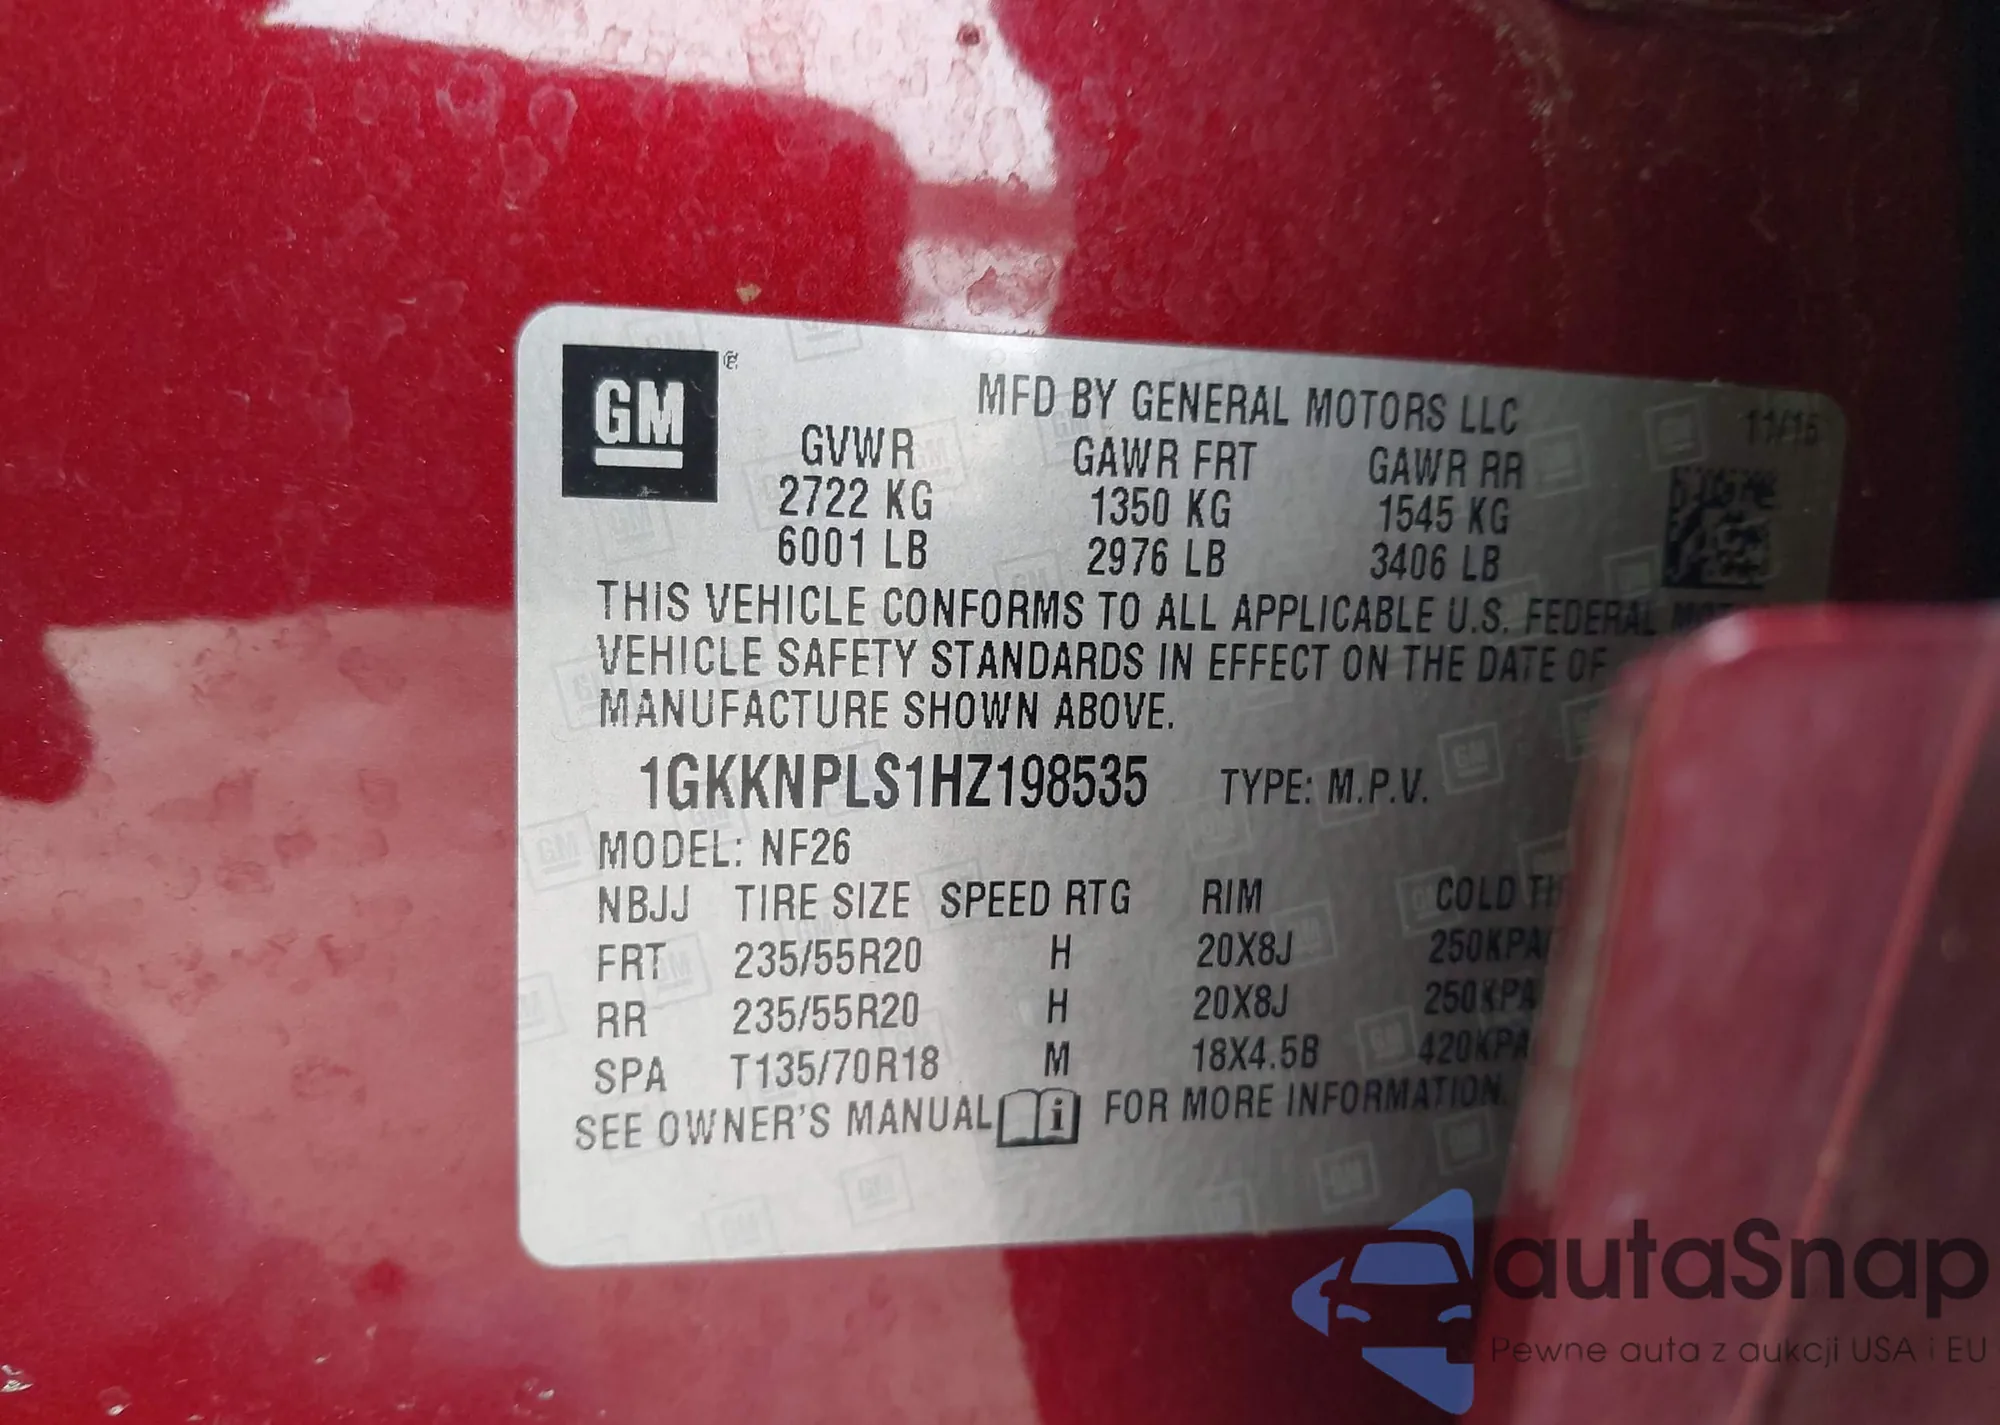 GM ®
MFD BY GENERAL MOTORS LLC
11/16
GVWR GAWR FRT GAWR RR
2722 KG 1350 KG 1545 KG
6001 LB 2976 LB 3406 LB
THIS VEHICLE CONFORMS TO ALL APPLICABLE U.S. FEDERAL
VEHICLE SAFETY STANDARDS IN EFFECT ON THE DATE OF
MANUFACTURE SHOWN ABOVE.
1GKKNPLS1HZ198535 TYPE: M.P.V.
MODEL: NF26
NBJJ TIRE SIZE SPEED RTG RIM COLD
FRT 235/55R20 H 20X8J 250KPA
RR 235/55R20 H 20X8J 250KPA
SPA T135/70R18 M 18X4.5B 420KPA
SEE OWNER'S MANUAL i FOR MORE INFORMATION.
autaSnap
Pewne auta z aukcji USA i EU